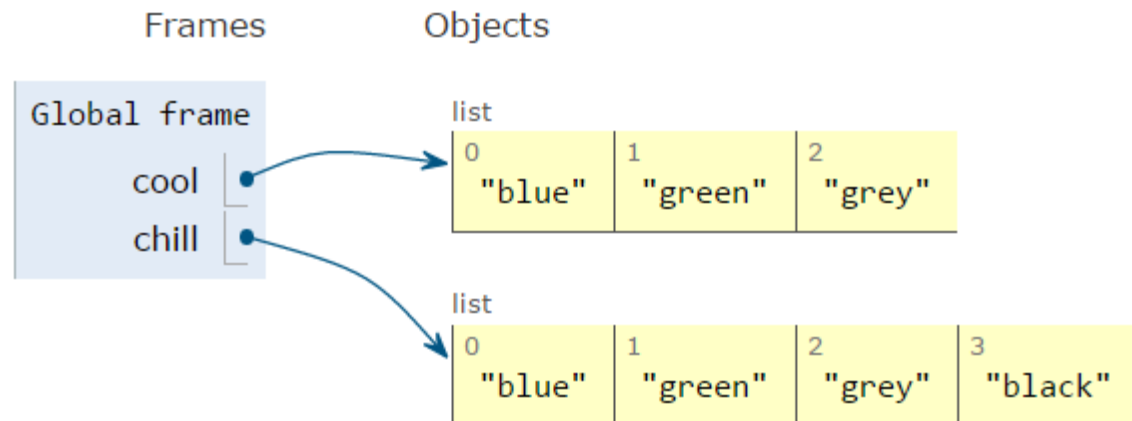 Frames Objects
Global frame
cool
chill
list
0 1 2
"blue" "green" "grey"
list
0 1 2 3
"blue" "green" "grey" "black"